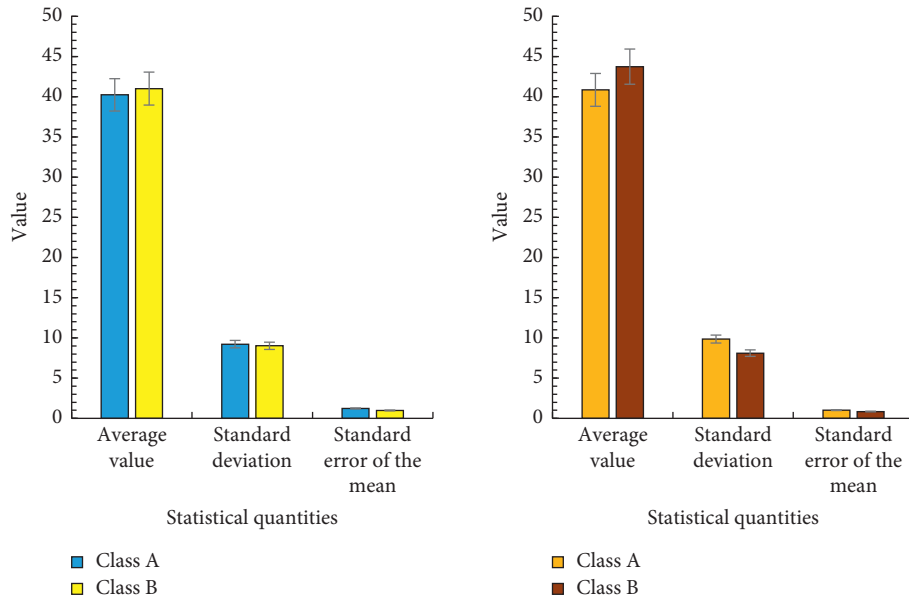 50
45
40
35
30
25
20
15
10
5
0
Value
Average
value
Standard
deviation
Standard
error of the
mean
Statistical quantities
Class A
Class B
50
45
40
35
30
25
20
15
10
5
0
Value
Average
value
Standard
deviation
Standard
error of the
mean
Statistical quantities
Class A
Class B